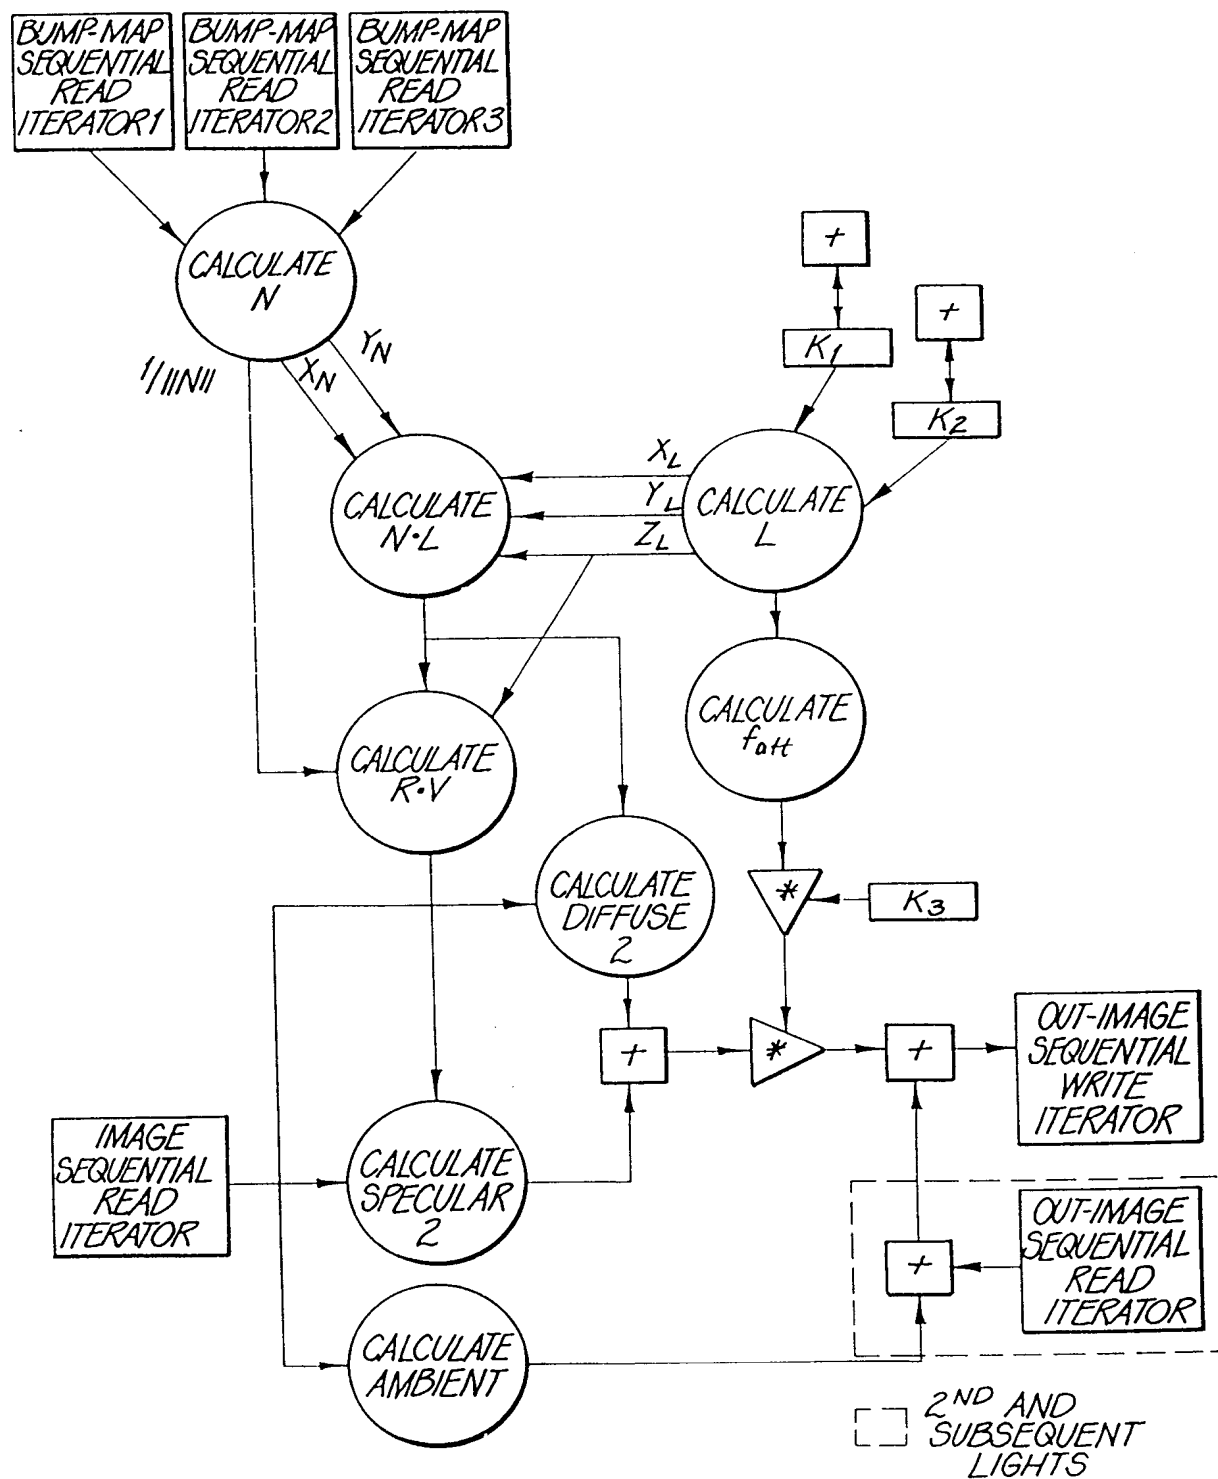 BUMP-MAP
SEQUENTIAL
READ
ITERATOR1
BUMP-MAP
SEQUENTIAL
READ
ITERATOR2
BUMP-MAP
SEQUENTIAL
READ
ITERATOR3
CALCULATE
N
+
+
K1
K2
1/||N||
XN
YN
CALCULATE
N·L
XL
YL
ZL
CALCULATE
L
CALCULATE
R·V
CALCULATE
fatt
CALCULATE
DIFFUSE
2
*
K3
+
*
+
OUT-IMAGE
SEQUENTIAL
WRITE
ITERATOR
IMAGE
SEQUENTIAL
READ
ITERATOR
CALCULATE
SPECULAR
2
+
OUT-IMAGE
SEQUENTIAL
READ
ITERATOR
CALCULATE
AMBIENT
2ND AND
SUBSEQUENT
LIGHTS